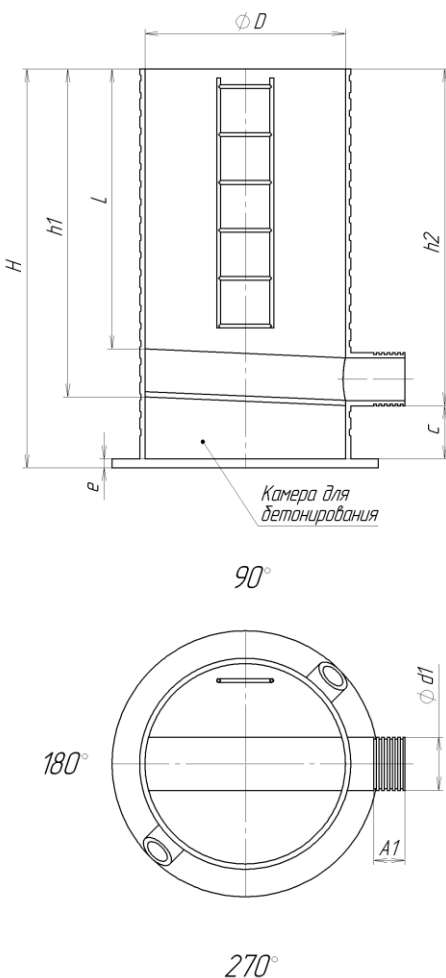 ⌀ D
H
h1
L
h2
c
e
Камера для
бетонирования
90°
⌀ d1
180°
A1
270°